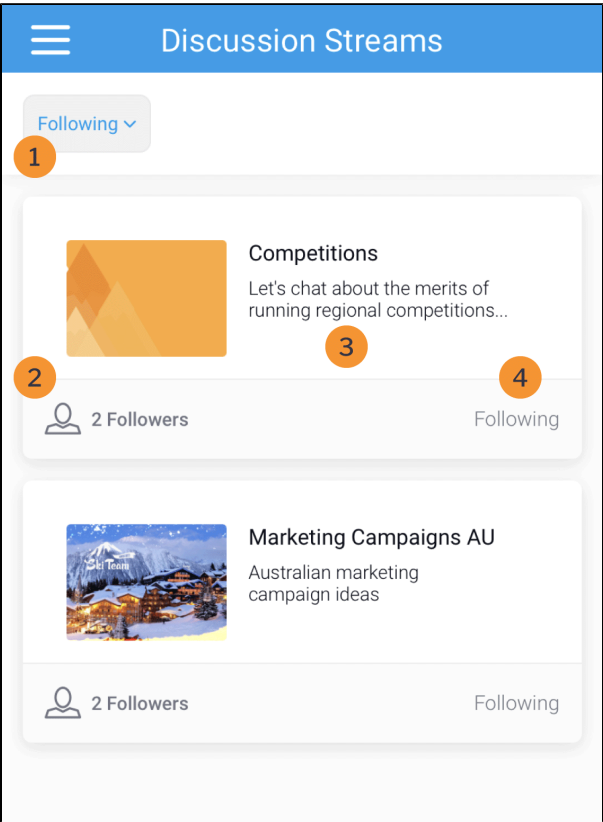 Discussion Streams
Following
1
Competitions
Let's chat about the merits of
running regional competitions...
3
2
4
2 Followers
Following
Ski Team
Marketing Campaigns AU
Australian marketing
campaign ideas
2 Followers
Following